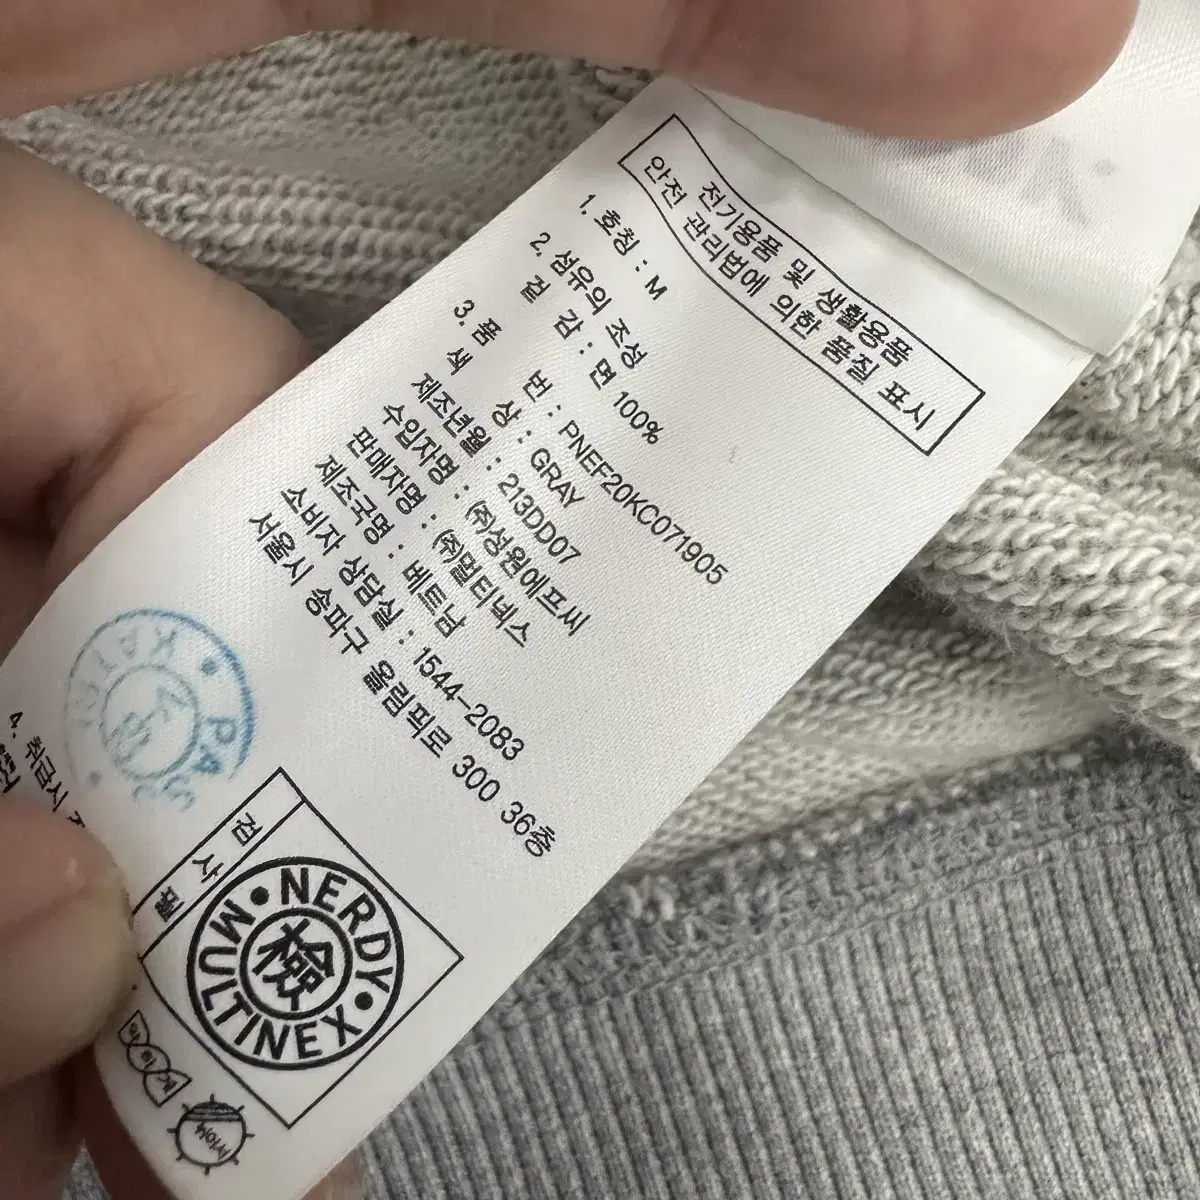 전기용품 및 생활용품
안전 관리법에 의한 품질 표시
1. 호칭 : M
2. 섬유의 조성
겉 감 : 면 100%
3. 품 번 : PNEF20KC071905
색 상 : GRAY
제조년월 : 213DD07
수입자명 : (주)성원에프씨
판매자명 : (주)멀티넥스
제조국명 : 베트남
소비자 상담실 : 1544-2083
서울시 송파구 올림픽로 300 36층
KATRI
검사필
NERDY
檢
MULTINEX
4. 취급시